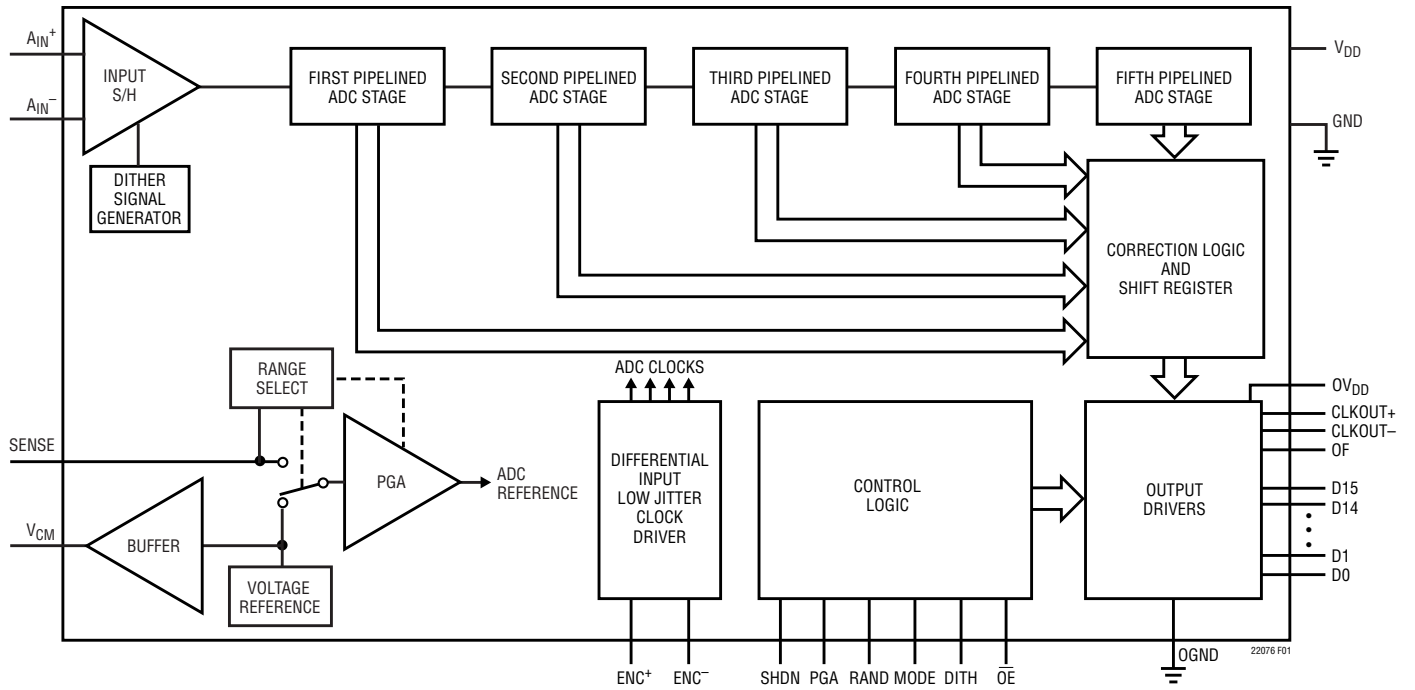 AIN+
AIN−
INPUT
S/H
DITHER
SIGNAL
GENERATOR
FIRST PIPELINED
ADC STAGE
SECOND PIPELINED
ADC STAGE
THIRD PIPELINED
ADC STAGE
FOURTH PIPELINED
ADC STAGE
FIFTH PIPELINED
ADC STAGE
VDD
GND
CORRECTION LOGIC
AND
SHIFT REGISTER
RANGE
SELECT
SENSE
PGA
ADC
REFERENCE
VCM
BUFFER
VOLTAGE
REFERENCE
ADC CLOCKS
DIFFERENTIAL
INPUT
LOW JITTER
CLOCK
DRIVER
CONTROL
LOGIC
OUTPUT
DRIVERS
OVDD
CLKOUT+
CLKOUT–
OF
D15
D14
D1
D0
OGND
ENC+
ENC−
SHDN
PGA
RAND
MODE
DITH
O̅E̅
22076 F01